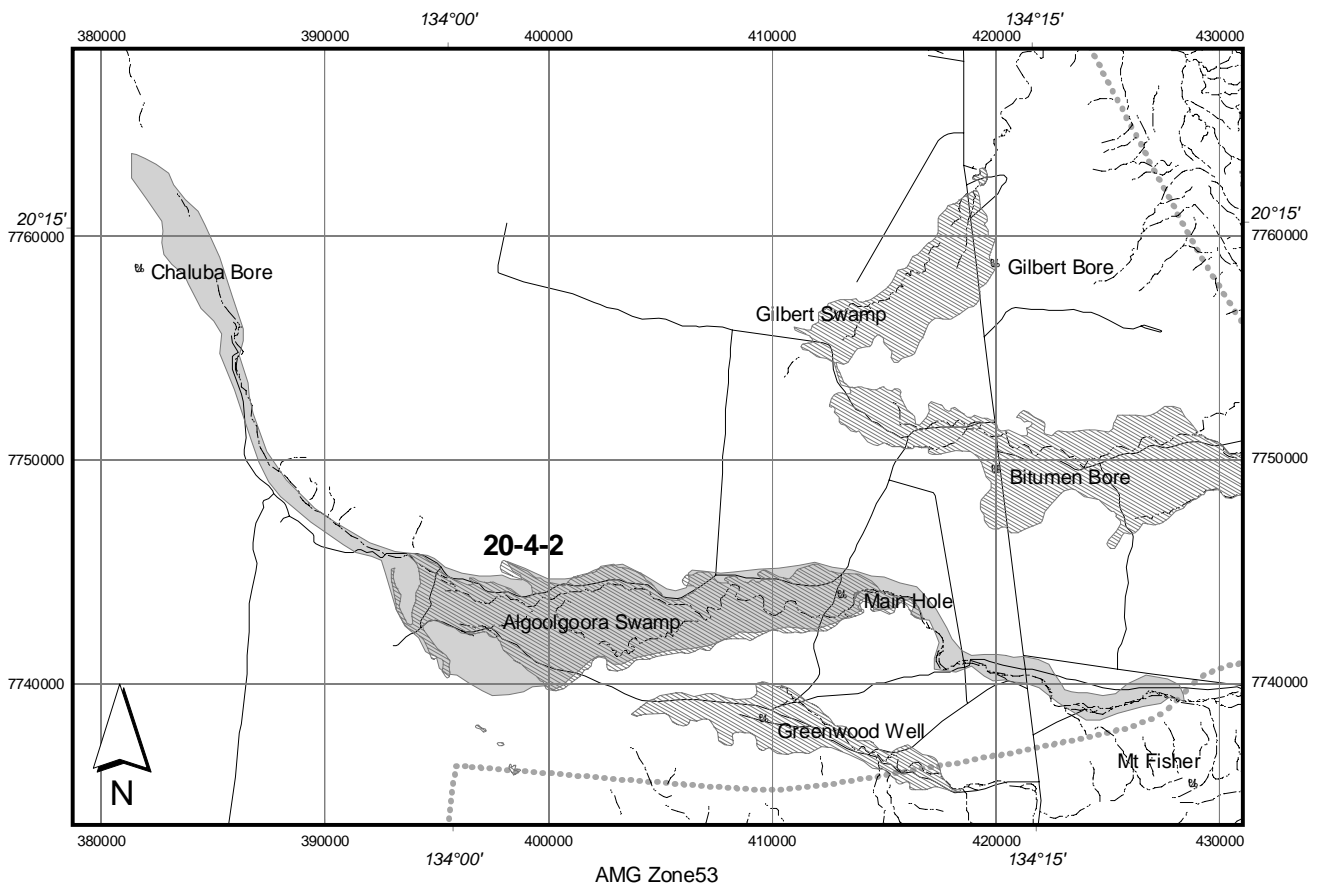 134°00' 134°15'
380000 390000 400000 410000 420000 430000
20°15' 20°15'
7760000 7760000
Chaluba Bore
Gilbert Bore
Gilbert Swamp
7750000 7750000
Bitumen Bore
20-4-2
Main Hole
Algoolgoora Swamp
7740000 7740000
Greenwood Well
Mt Fisher
N
380000 390000 400000 410000 420000 430000
134°00' 134°15'
AMG Zone53